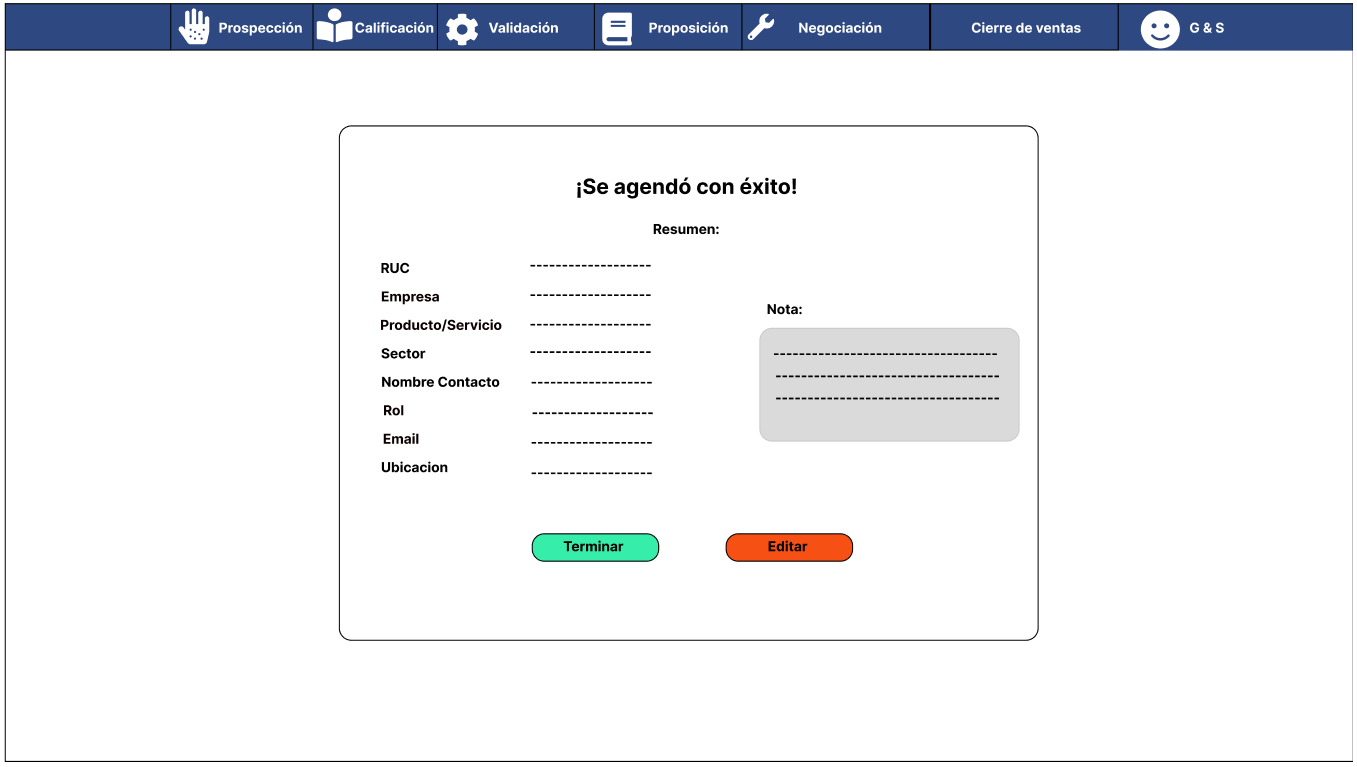 Prospección Calificación Validación Proposición Negociación Cierre de ventas G & S
¡Se agendó con éxito!
Resumen:
RUC -------------------
Empresa -------------------
Nota:
Producto/Servicio -------------------
Sector -------------------
-----------------------------------
-----------------------------------
-----------------------------------
Nombre Contacto -------------------
Rol -------------------
Email -------------------
Ubicacion -------------------
Terminar Editar